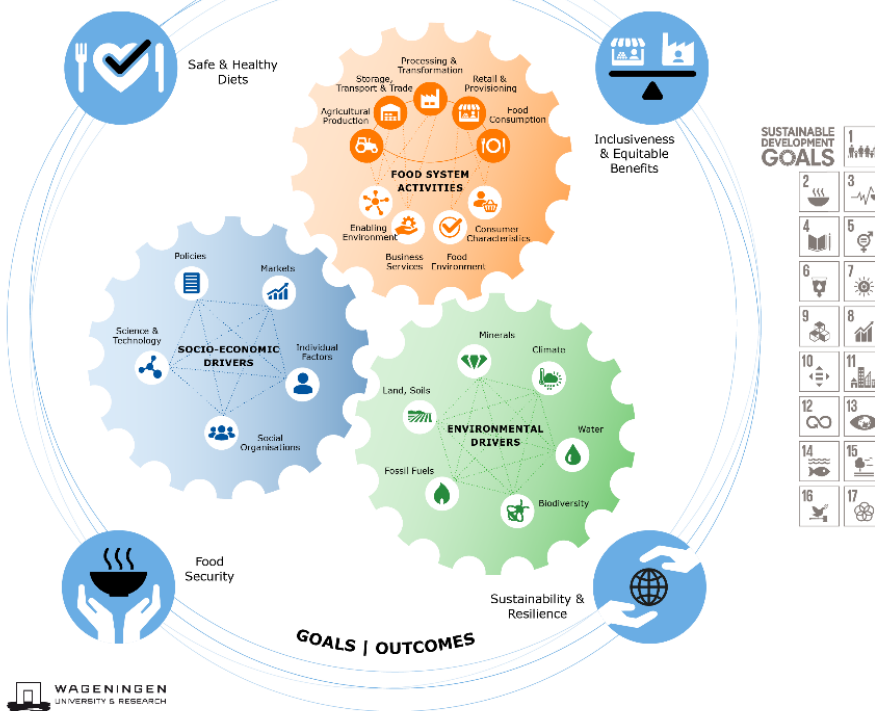 Safe & Healthy
Diets
Processing &
Transformation
Storage,
Transport & Trade
Retail &
Provisioning
Agricultural
Production
Food
Consumption
FOOD SYSTEM
ACTIVITIES
Enabling
Environment
Consumer
Characteristics
Business
Services
Food
Environment
Inclusiveness
& Equitable
Benefits
SUSTAINABLE
DEVELOPMENT
GOALS
1
2
3
4
5
6
7
9
8
10
11
12
13
14
15
16
17
Policies
Markets
Science &
Technology
SOCIO-ECONOMIC
DRIVERS
Individual
Factors
Social
Organisations
Minerals
Climate
Land, Soils
ENVIRONMENTAL
DRIVERS
Water
Fossil Fuels
Biodiversity
Food
Security
Sustainability &
Resilience
GOALS | OUTCOMES
WAGENINGEN
UNIVERSITY & RESEARCH